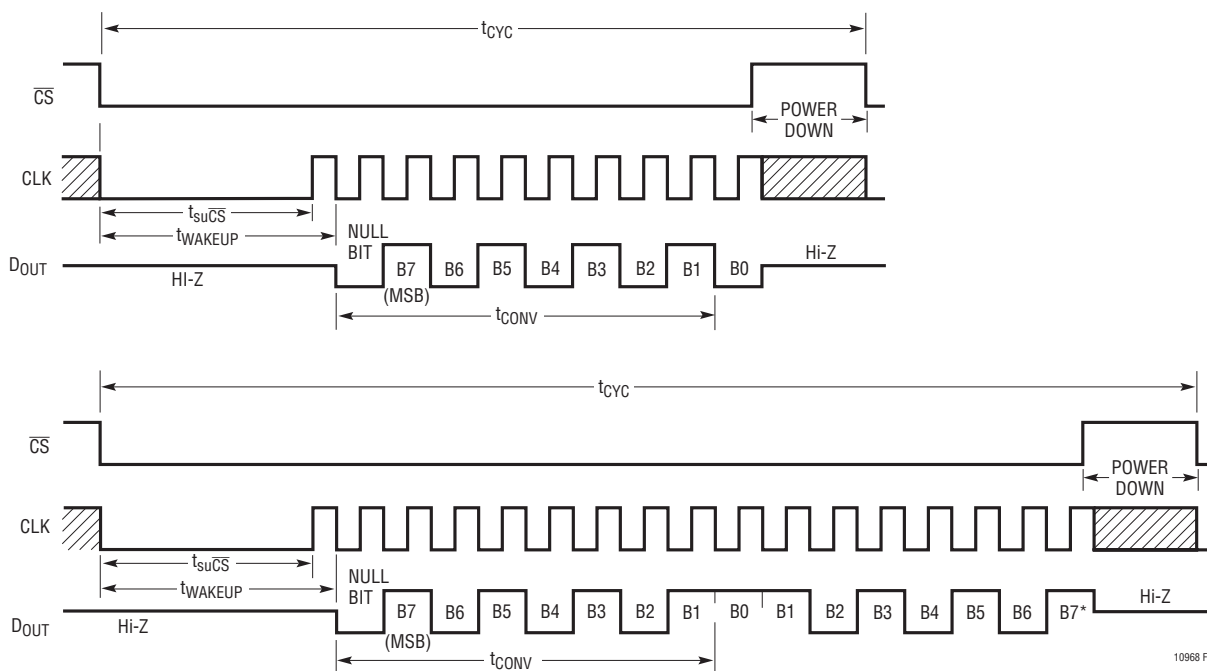 tCYC
CS
POWER
DOWN
CLK
tsuCS
tWAKEUP
NULL
BIT
DOUT
HI-Z
B7 B6 B5 B4 B3 B2 B1 B0
Hi-Z
(MSB)
tCONV
tCYC
CS
POWER
DOWN
CLK
tsuCS
tWAKEUP
NULL
BIT
DOUT
Hi-Z
B7 B6 B5 B4 B3 B2 B1 B0 B1 B2 B3 B4 B5 B6 B7*
Hi-Z
(MSB)
tCONV
10968 F